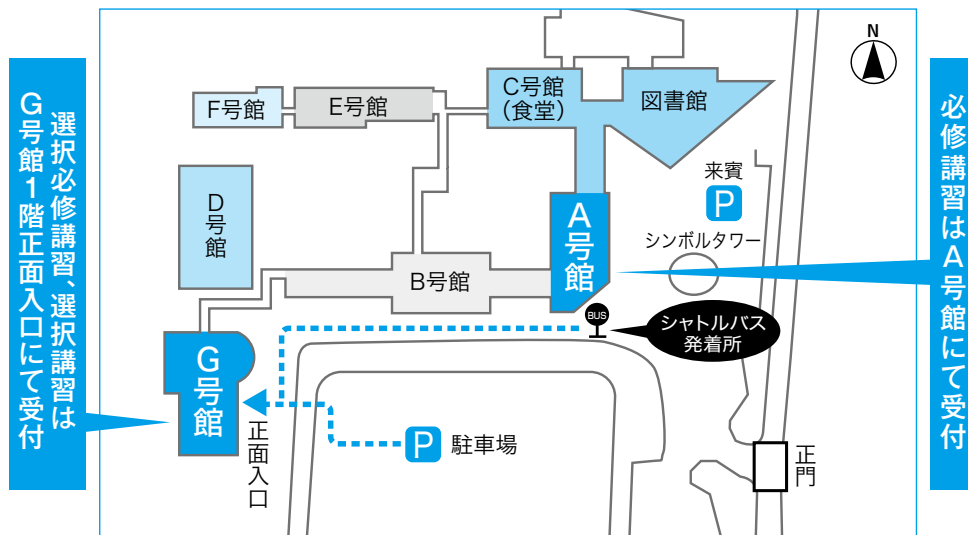 選択必修講習、選択講習は
G号館1階正面入口にて受付
N
C号館
(食堂)
図書館
F号館
E号館
来賓
P
D号館
A号館
シンボルタワー
B号館
BUS
シャトルバス
発着所
G号館
正面入口
P 駐車場
正門
必修講習はA号館にて受付